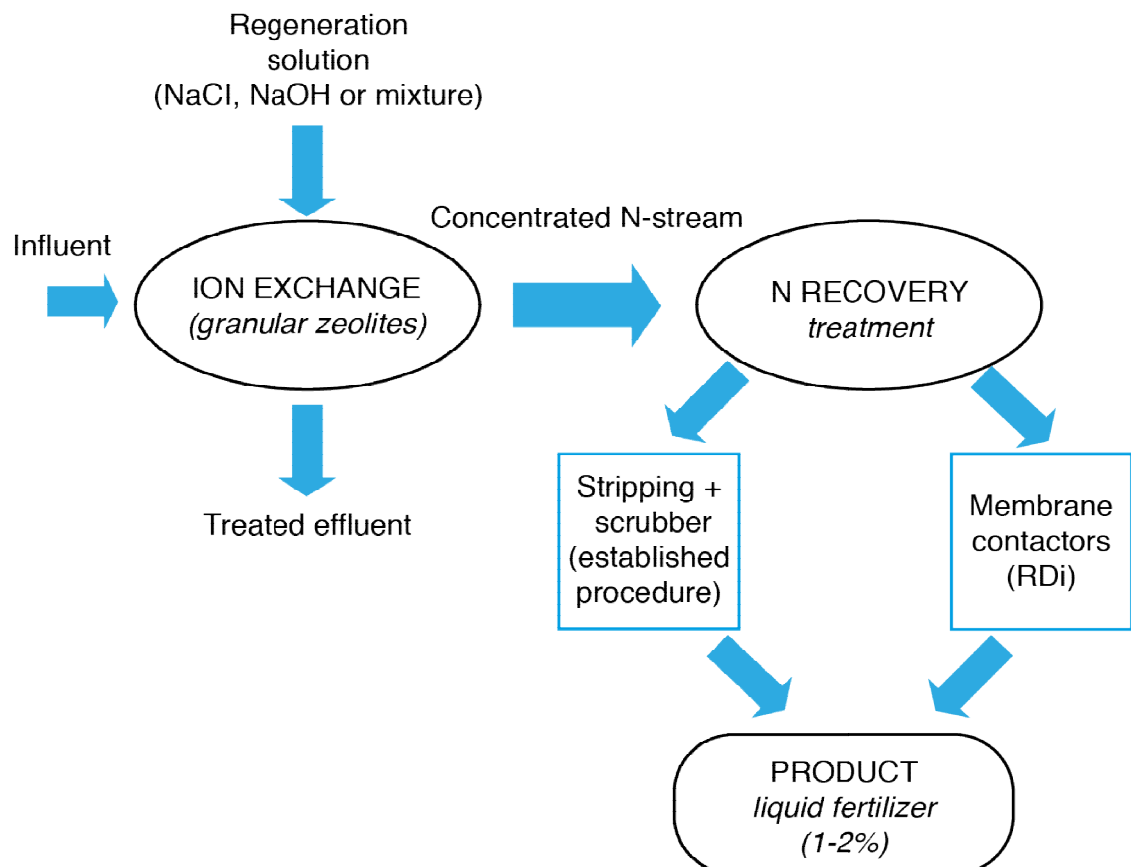 Regeneration
solution
(NaCl, NaOH or mixture)
Influent
ION EXCHANGE
(granular zeolites)
Concentrated N-stream
N RECOVERY
treatment
Treated effluent
Stripping +
scrubber
(established
procedure)
Membrane
contactors
(RDi)
PRODUCT
liquid fertilizer
(1-2%)